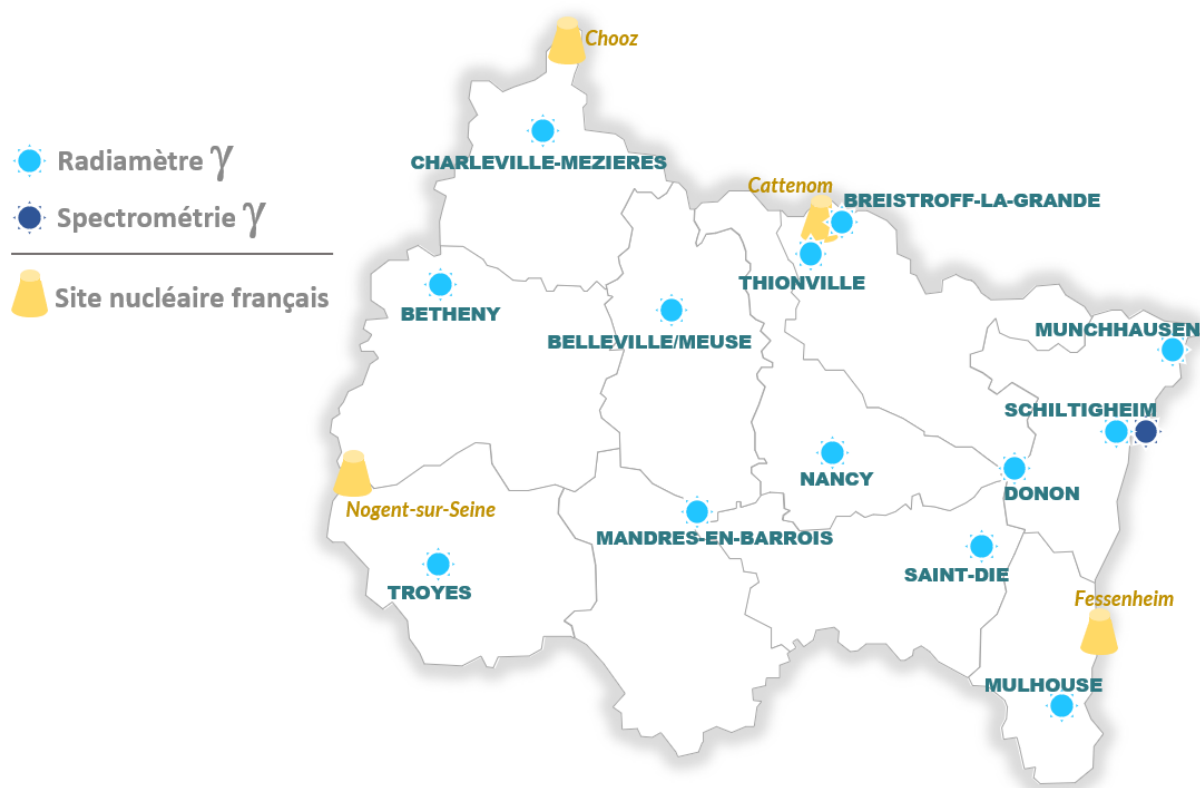 Chooz
Radiamètre γ
CHARLEVILLE-MEZIERES
Cattenom
BREISTROFF-LA-GRANDE
Spectrométrie γ
THIONVILLE
Site nucléaire français
BETHENY
BELLEVILLE/MEUSE
MUNCHHAUSEN
SCHILTIGHEIM
NANCY
DONON
Nogent-sur-Seine
MANDRES-EN-BARROIS
SAINT-DIE
TROYES
Fessenheim
MULHOUSE